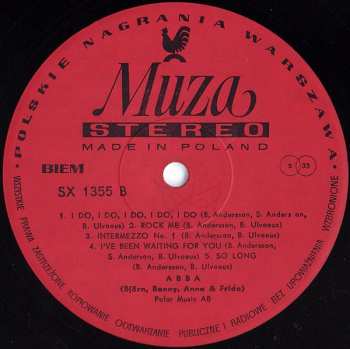 POLSKIE NAGRANIA WARSZAWA
Muza
STEREO
MADE IN POLAND
BIEM
SX 1355 B
S 33
1. I DO, I DO, I DO, I DO, I DO (B. Andersson, S. Anders on,
B. Ulvaeus) 2. ROCK ME (B. Andersson, B. Ulvaeus)
3. INTERMEZZO No. 1 (B. Andersson, B. Ulvaeus)
4. I'VE BEEN WAITING FOR YOU (B. Andersson,
S. Andersson, B. Ulvaeus) 5. SO LONG
ABBA
(Björn, Benny, Anna & Frida)
Polar Music AB
WSZELKIE PRAWA ZASTRZEŻONE KOPIOWANIE · ODTWARZANIE · PUBLICZNE I RADIOWE BEZ UPOWAŻNIENIA WZBRONIONE